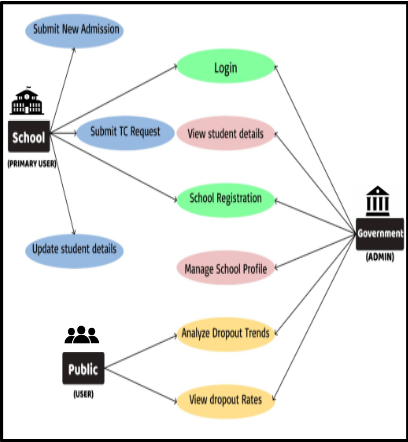 Submit New Admission
Login
School
(PRIMARY USER)
Submit TC Request
View student details
School Registration
Government
(ADMIN)
Update student details
Manage School Profile
Analyze Dropout Trends
Public
(USER)
View dropout Rates